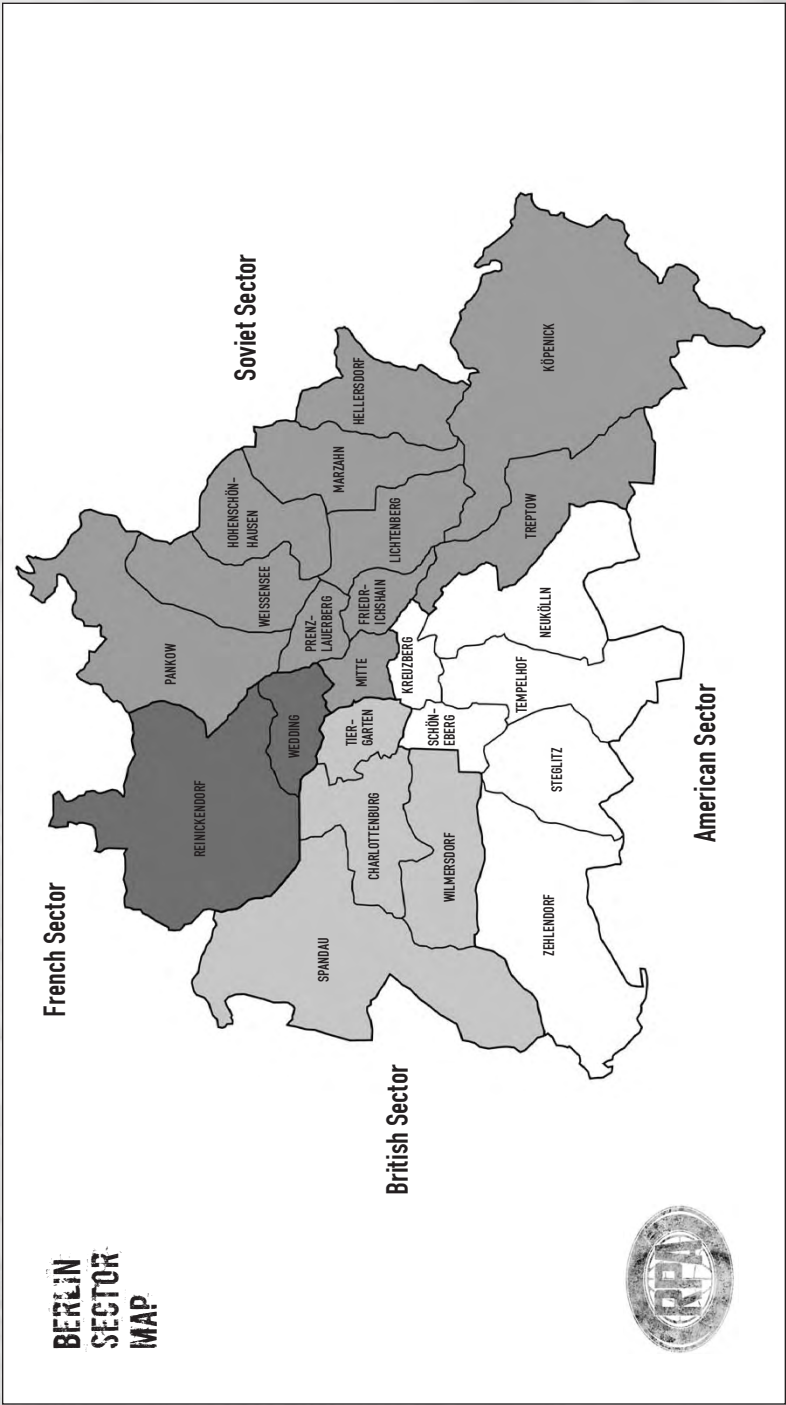 BERLIN
SECTOR
MAP
French Sector
Soviet Sector
British Sector
American Sector
REINICKENDORF
WEDDING
PANKOW
WEISSENSEE
HOHENSCHÖN-
HAUSEN
PRENZ-
LAUERBERG
MITTE
FRIEDR-
ICHSHAIN
LICHTENBERG
MARZAHN
HELLERSDORF
KÖPENICK
TREPTOW
SPANDAU
CHARLOTTENBURG
TIER-
GARTEN
WILMERSDORF
ZEHLENDORF
STEGLITZ
SCHÖN-
EBERG
KREUZBERG
TEMPELHOF
NEUKÖLLN
RPA